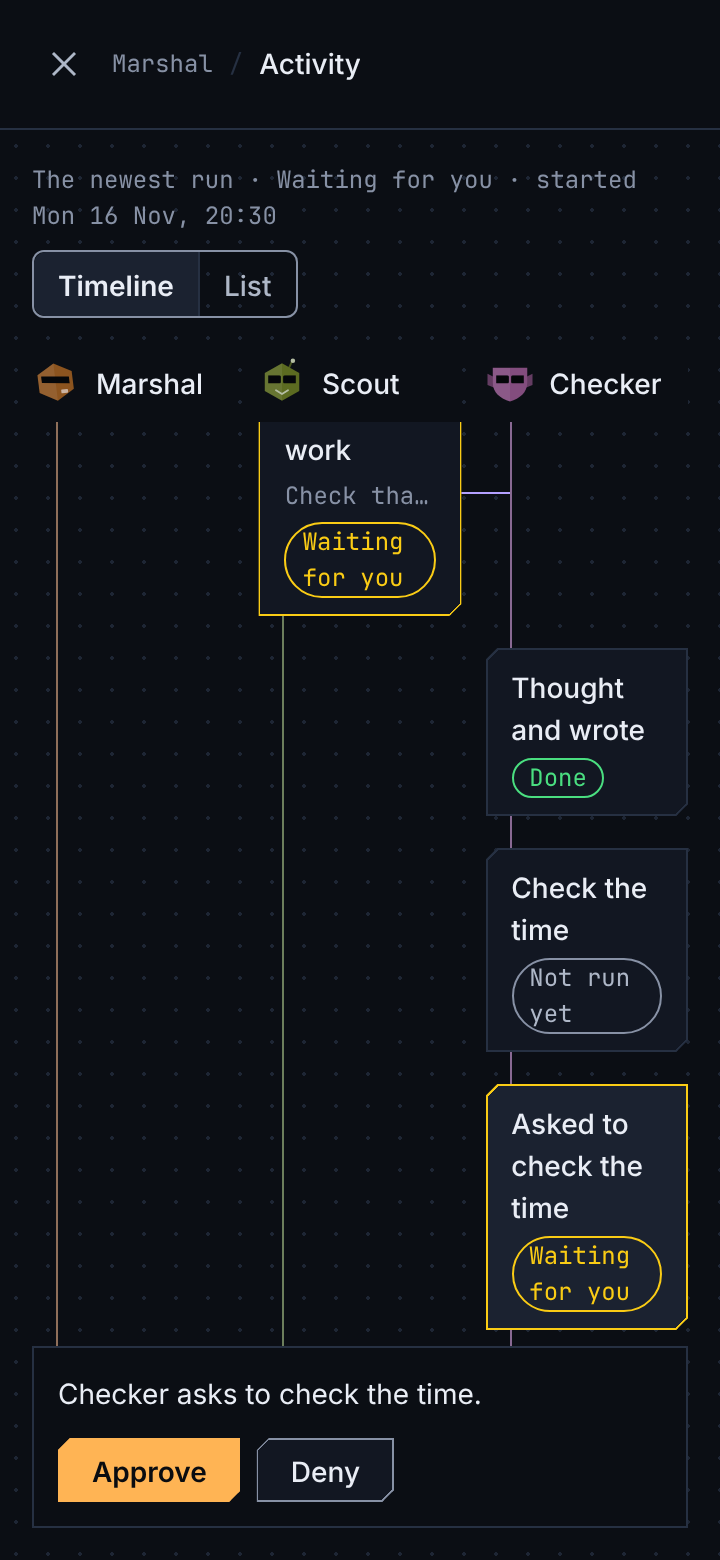 Marshal / Activity
The newest run · Waiting for you · started
Mon 16 Nov, 20:30
Timeline
List
Marshal
Scout
Checker
work
Check tha…
Waiting
for you
Thought
and wrote
Done
Check the
time
Not run
yet
Asked to
check the
time
Waiting
for you
Checker asks to check the time.
Approve
Deny